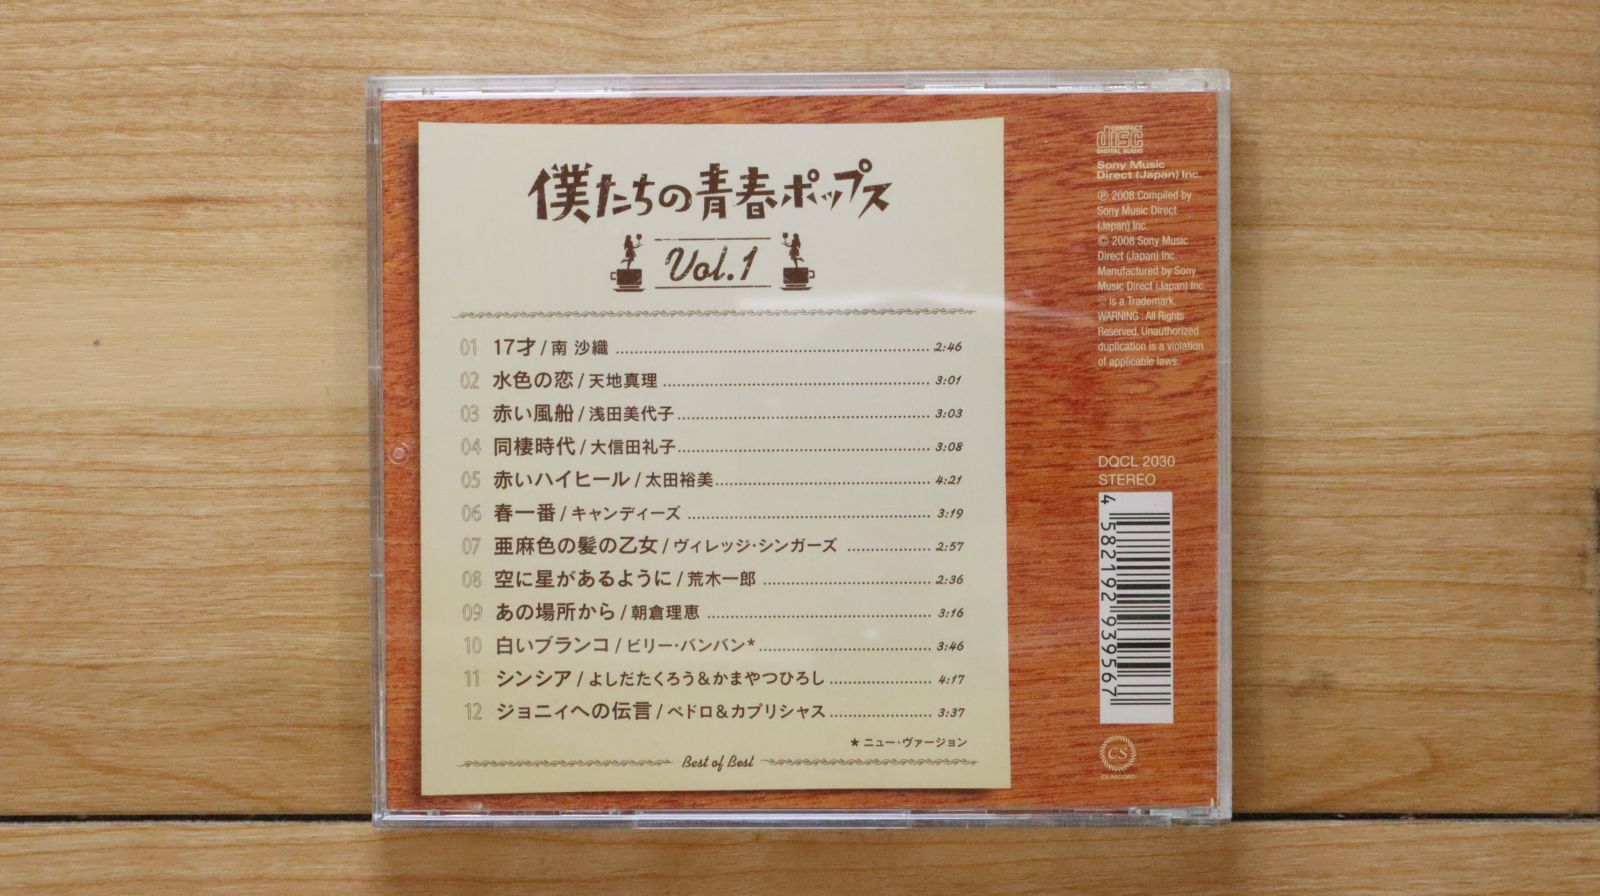 僕たちの青春ポップス
Vol.1
01 17才/南 沙織 2:46
02 水色の恋/天地真理 3:01
03 赤い風船/浅田美代子 3:03
04 同棲時代/大信田礼子 3:08
05 赤いハイヒール/太田裕美 4:21
06 春一番/キャンディーズ 3:19
07 亜麻色の髪の乙女/ヴィレッジ・シンガーズ 2:57
08 空に星があるように/荒木一郎 2:36
09 あの場所から/朝倉理恵 3:16
10 白いブランコ/ビリー・バンバン* 3:46
11 シンシア/よしだたくろう&かまやつひろし 4:17
12 ジョニィへの伝言/ペドロ&カプリシャス 3:37
★ ニュー・ヴァージョン
Best of Best
COMPACT
disc
DIGITAL AUDIO
Sony Music
Direct (Japan) Inc.
℗ 2008 Compiled by
Sony Music Direct
(Japan) Inc.
© 2008 Sony Music
Direct (Japan) Inc.
Manufactured by Sony
Music Direct (Japan) Inc
☆ is a Trademark.
WARNING : All Rights
Reserved. Unauthorized
duplication is a violation
of applicable laws.
DQCL 2030
STEREO
4 582192 939567
CS
CS RECORD